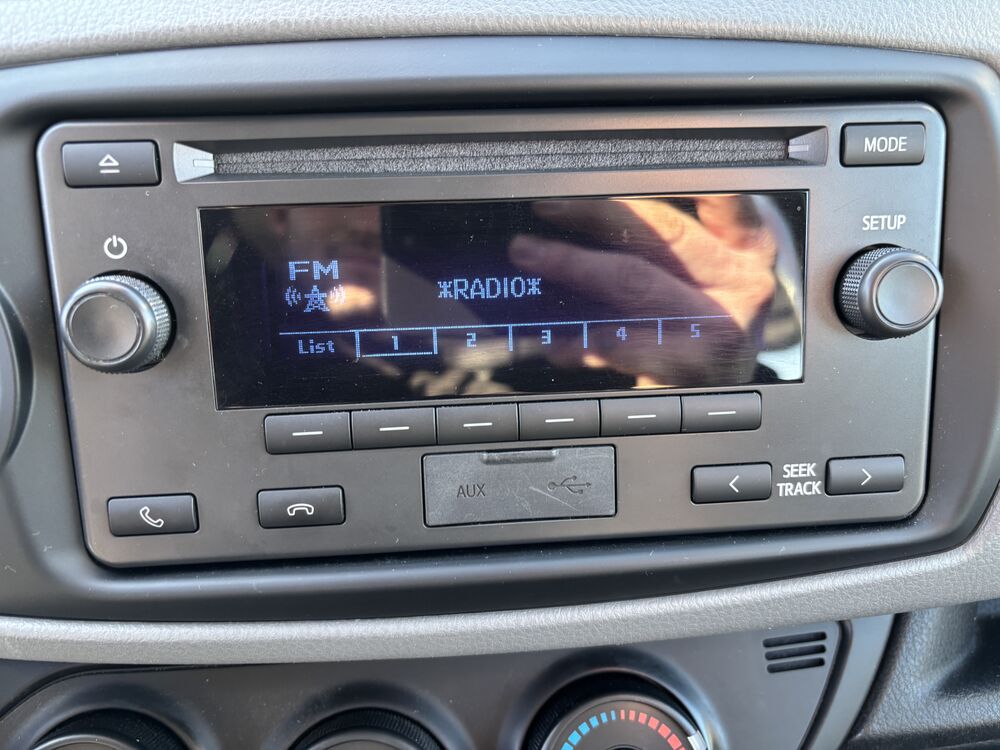 MODE
SETUP
FM
*RADIO*
List 1 2 3 4 5
AUX
SEEK
TRACK